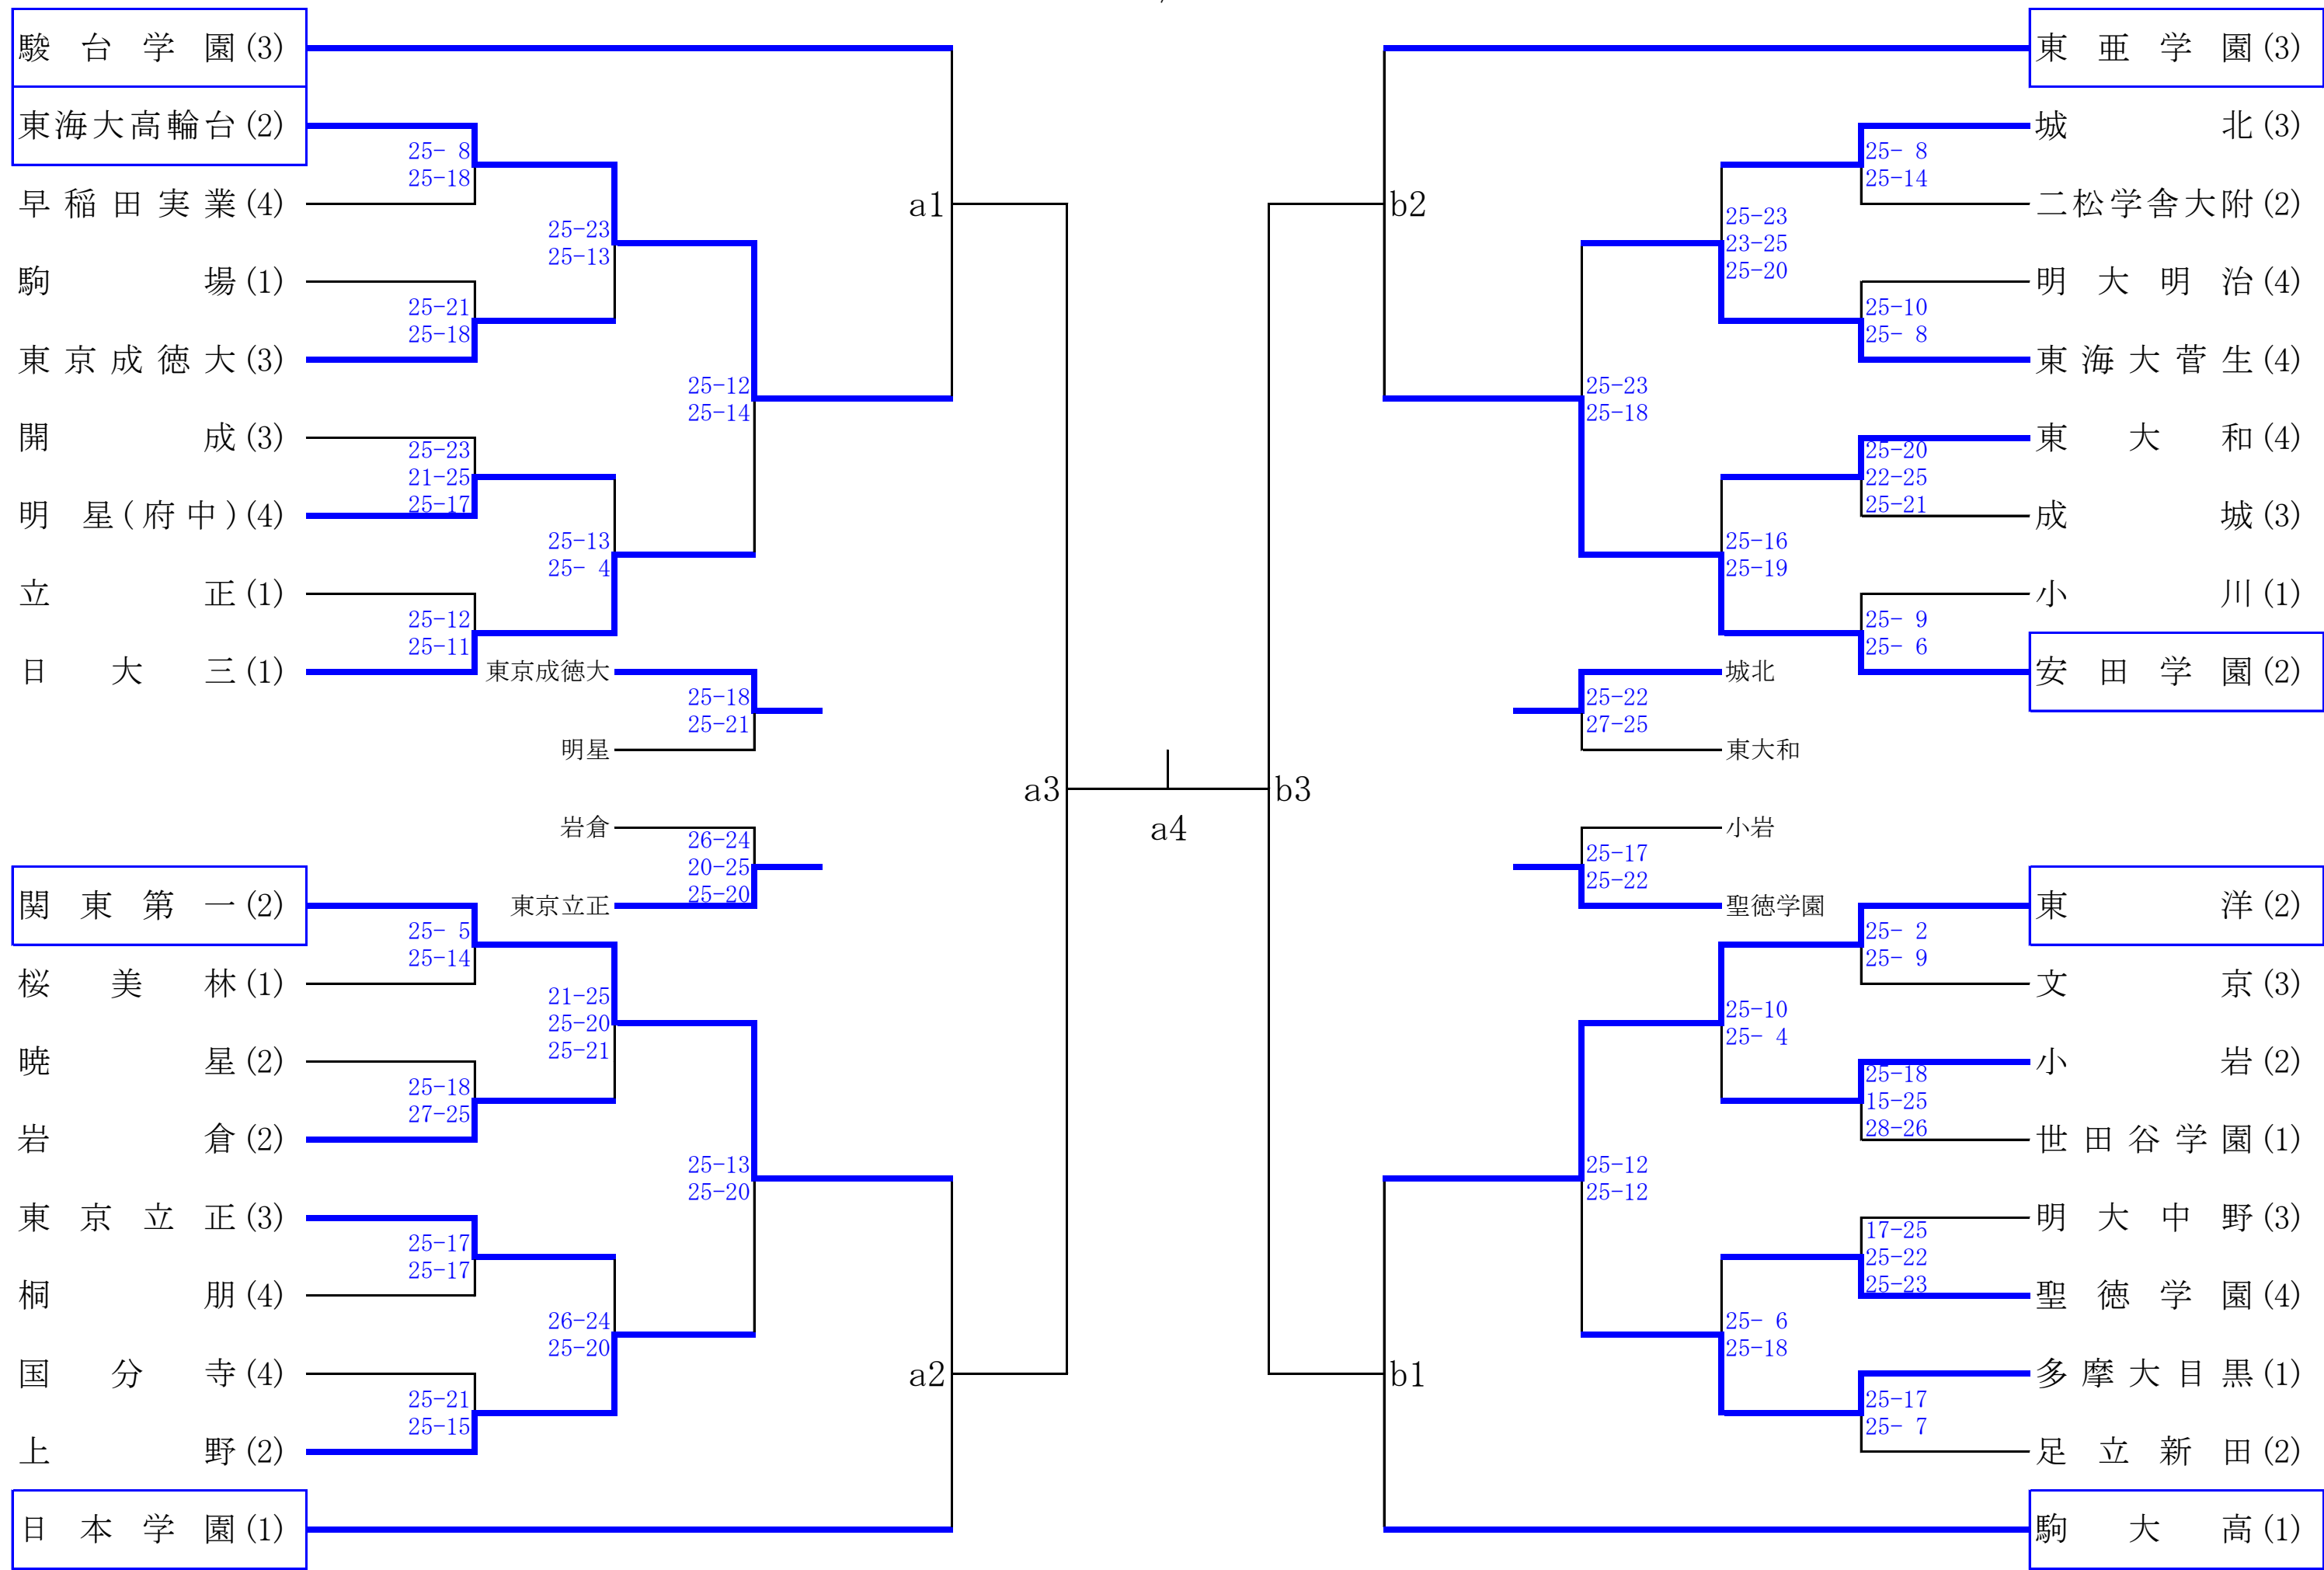 駿台学園(3)
東海大高輪台(2)
25- 8
25-18
早稲田実業(4)
25-23
25-13
駒場(1)
25-21
25-18
東京成徳大(3)
25-12
25-14
開成(3)
25-23
21-25
25-17
明星(府中)(4)
25-13
25- 4
立正(1)
25-12
25-11
日大三(1)
東京成徳大
25-18
25-21
明星
岩倉
26-24
20-25
25-20
東京立正
関東第一(2)
25- 5
25-14
桜美林(1)
21-25
25-20
25-21
暁星(2)
25-18
27-25
岩倉(2)
25-13
25-20
東京立正(3)
25-17
25-17
桐朋(4)
26-24
25-20
国分寺(4)
25-21
25-15
上野(2)
日本学園(1)
a1
a2
a3
a4
b3
b2
b1
東亜学園(3)
城北(3)
25- 8
25-14
二松学舎大附(2)
25-23
23-25
25-20
明大明治(4)
25-10
25- 8
東海大菅生(4)
25-23
25-18
東大和(4)
25-20
22-25
25-21
成城(3)
25-16
25-19
小川(1)
25- 9
25- 6
安田学園(2)
城北
25-22
27-25
東大和
小岩
25-17
25-22
聖徳学園
東洋(2)
25- 2
25- 9
文京(3)
25-10
25- 4
小岩(2)
25-18
15-25
28-26
世田谷学園(1)
25-12
25-12
明大中野(3)
17-25
25-22
25-23
聖徳学園(4)
25- 6
25-18
多摩大目黒(1)
25-17
25- 7
足立新田(2)
駒大高(1)